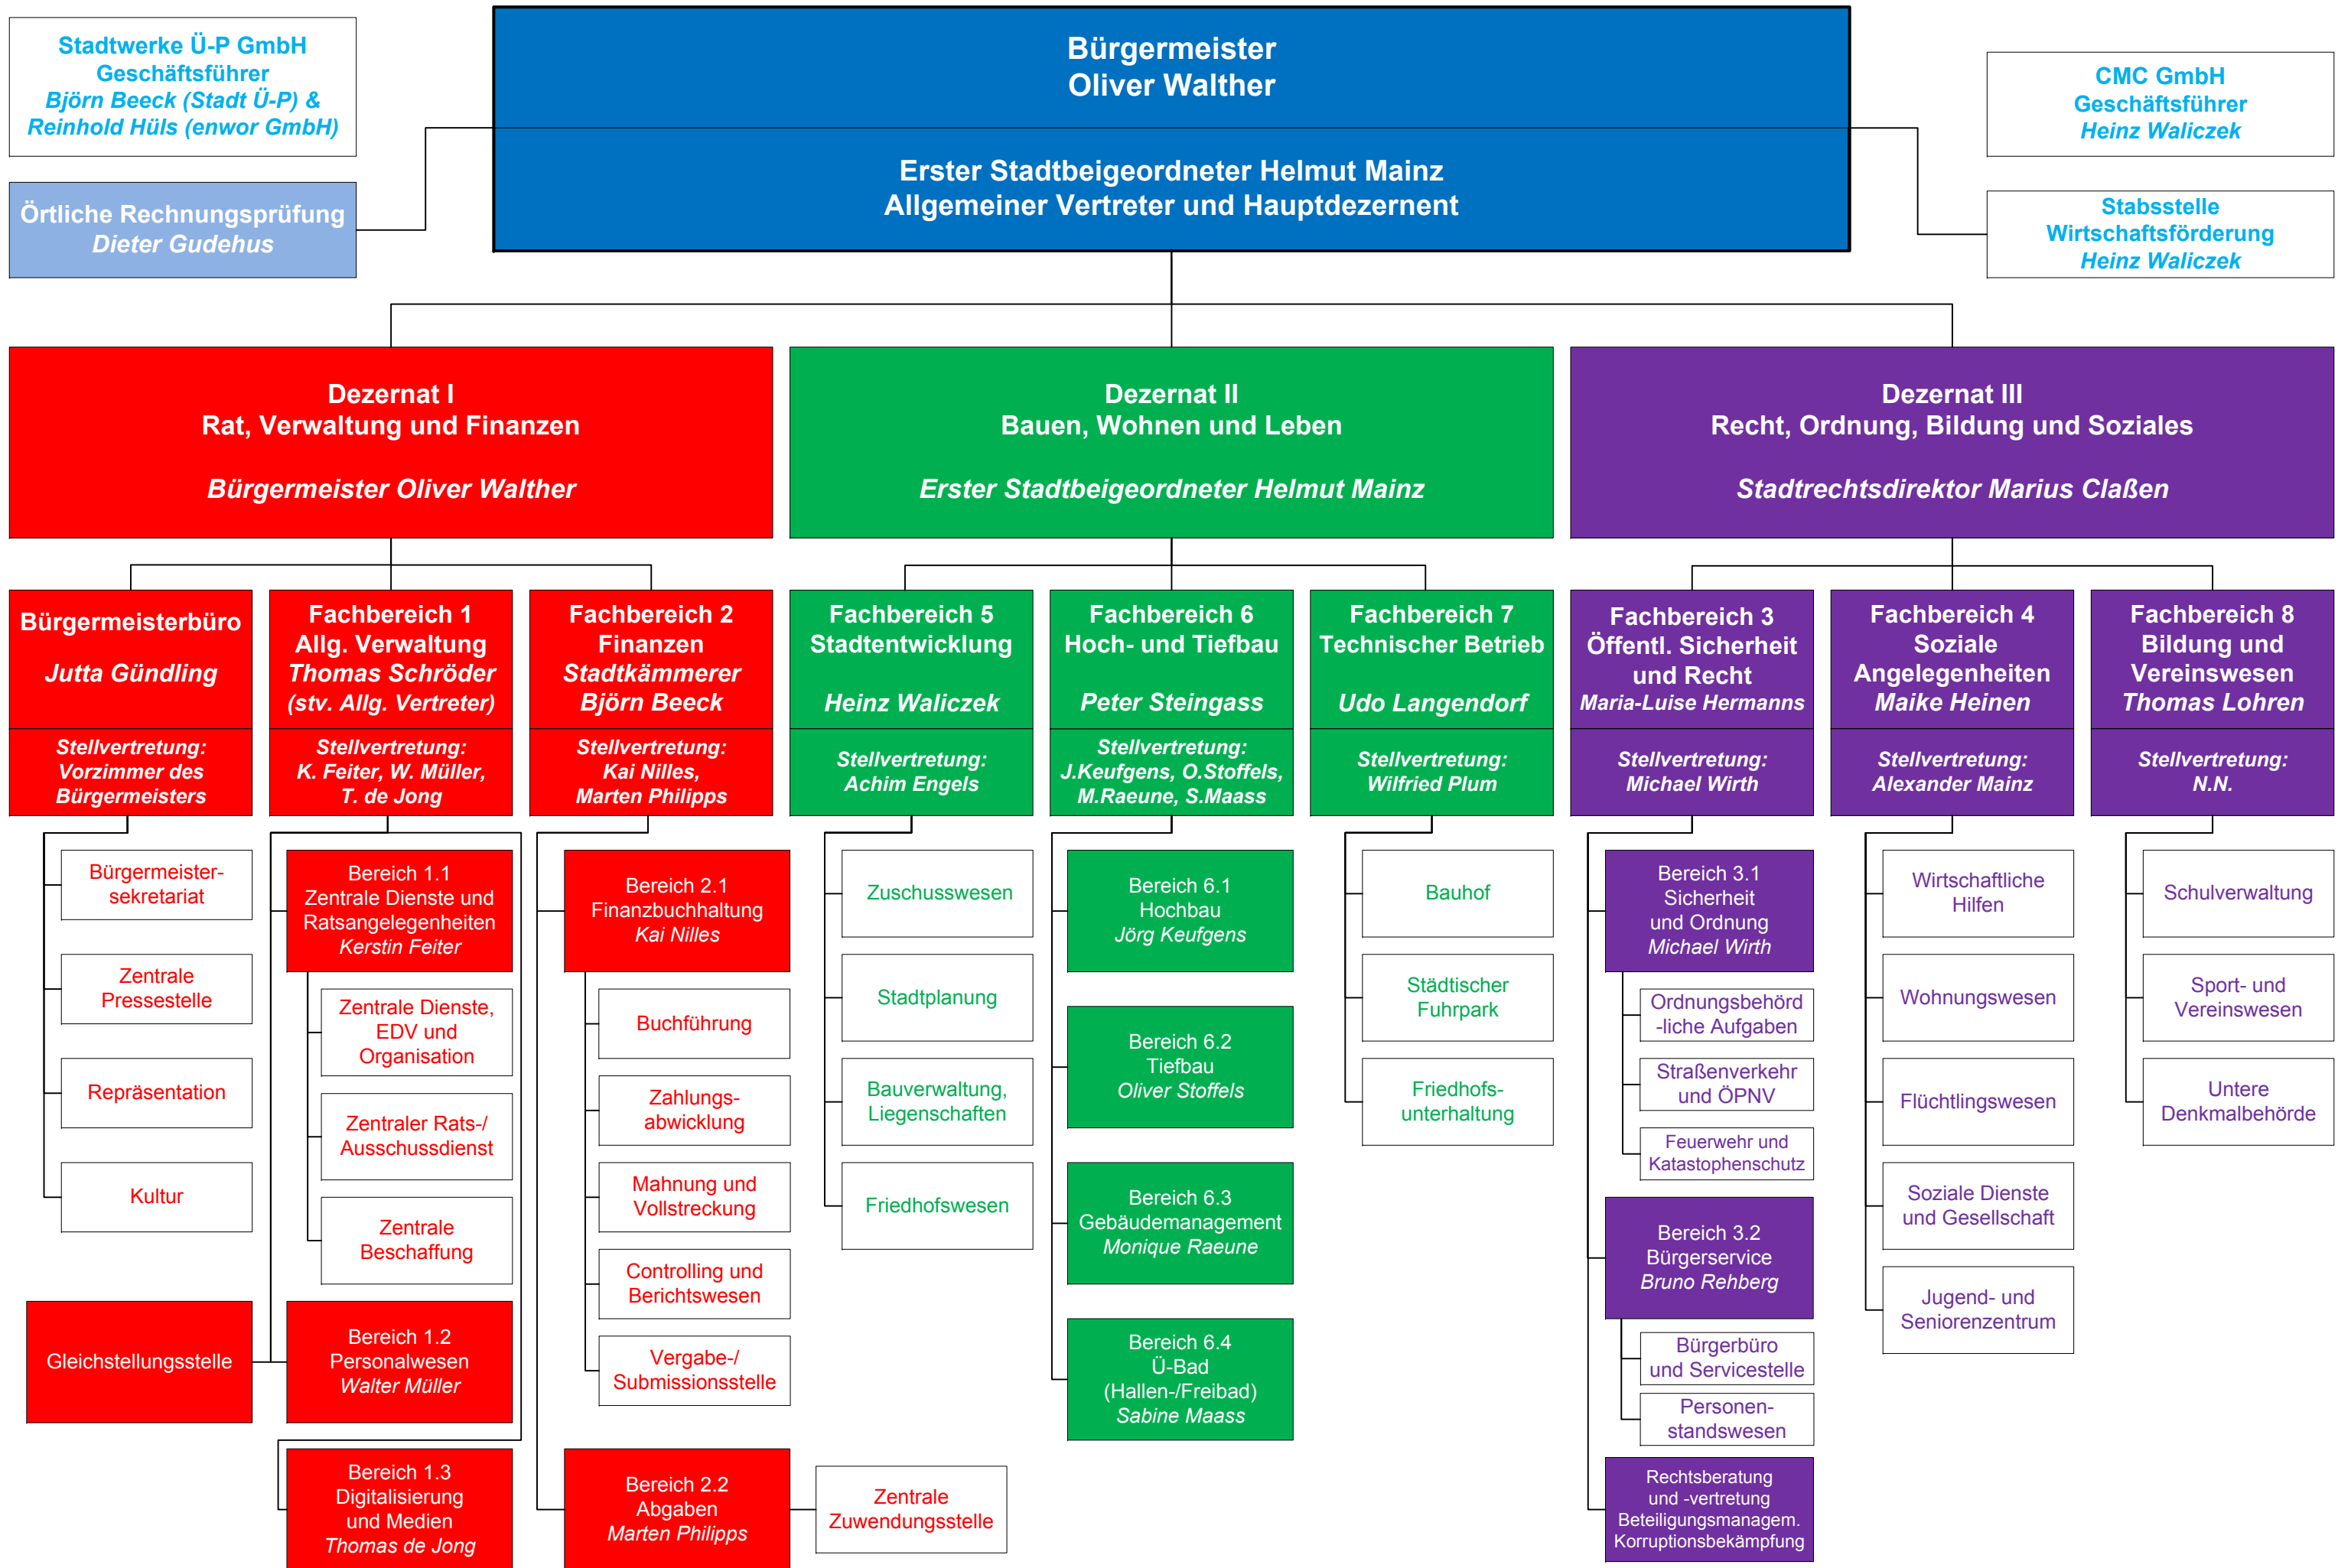 Stadtwerke Ü-P GmbH
Geschäftsführer
Björn Beeck (Stadt Ü-P) &
Reinhold Hüls (enwor GmbH)
Örtliche Rechnungsprüfung
Dieter Gudehus
Bürgermeister
Oliver Walther
Erster Stadtbeigeordneter Helmut Mainz
Allgemeiner Vertreter und Hauptdezernent
CMC GmbH
Geschäftsführer
Heinz Waliczek
Stabsstelle
Wirtschaftsförderung
Heinz Waliczek
Dezernat I
Rat, Verwaltung und Finanzen
Bürgermeister Oliver Walther
Dezernat II
Bauen, Wohnen und Leben
Erster Stadtbeigeordneter Helmut Mainz
Dezernat III
Recht, Ordnung, Bildung und Soziales
Stadtrechtsdirektor Marius Claßen
Bürgermeisterbüro
Jutta Gündling
Stellvertretung:
Vorzimmer des
Bürgermeisters
Bürgermeister-
sekretariat
Zentrale
Pressestelle
Repräsentation
Kultur
Fachbereich 1
Allg. Verwaltung
Thomas Schröder
(stv. Allg. Vertreter)
Stellvertretung:
K. Feiter, W. Müller,
T. de Jong
Bereich 1.1
Zentrale Dienste und
Ratsangelegenheiten
Kerstin Feiter
Zentrale Dienste,
EDV und
Organisation
Zentraler Rats-/
Ausschussdienst
Zentrale
Beschaffung
Gleichstellungsstelle
Bereich 1.2
Personalwesen
Walter Müller
Bereich 1.3
Digitalisierung
und Medien
Thomas de Jong
Fachbereich 2
Finanzen
Stadtkämmerer
Björn Beeck
Stellvertretung:
Kai Nilles,
Marten Philipps
Bereich 2.1
Finanzbuchhaltung
Kai Nilles
Buchführung
Zahlungs-
abwicklung
Mahnung und
Vollstreckung
Controlling und
Berichtswesen
Vergabe-/
Submissionsstelle
Bereich 2.2
Abgaben
Marten Philipps
Zentrale
Zuwendungsstelle
Fachbereich 5
Stadtentwicklung
Heinz Waliczek
Stellvertretung:
Achim Engels
Zuschusswesen
Stadtplanung
Bauverwaltung,
Liegenschaften
Friedhofswesen
Fachbereich 6
Hoch- und Tiefbau
Peter Steingass
Stellvertretung:
J.Keufgens, O.Stoffels,
M.Raeune, S.Maass
Bereich 6.1
Hochbau
Jörg Keufgens
Bereich 6.2
Tiefbau
Oliver Stoffels
Bereich 6.3
Gebäudemanagement
Monique Raeune
Bereich 6.4
Ü-Bad
(Hallen-/Freibad)
Sabine Maass
Fachbereich 7
Technischer Betrieb
Udo Langendorf
Stellvertretung:
Wilfried Plum
Bauhof
Städtischer
Fuhrpark
Friedhofs-
unterhaltung
Fachbereich 3
Öffentl. Sicherheit
und Recht
Maria-Luise Hermanns
Stellvertretung:
Michael Wirth
Bereich 3.1
Sicherheit
und Ordnung
Michael Wirth
Ordnungsbehörd
-liche Aufgaben
Straßenverkehr
und ÖPNV
Feuerwehr und
Katastophenschutz
Bereich 3.2
Bürgerservice
Bruno Rehberg
Bürgerbüro
und Servicestelle
Personen-
standswesen
Rechtsberatung
und -vertretung
Beteiligungsmanagem.
Korruptionsbekämpfung
Fachbereich 4
Soziale
Angelegenheiten
Maike Heinen
Stellvertretung:
Alexander Mainz
Wirtschaftliche
Hilfen
Wohnungswesen
Flüchtlingswesen
Soziale Dienste
und Gesellschaft
Jugend- und
Seniorenzentrum
Fachbereich 8
Bildung und
Vereinswesen
Thomas Lohren
Stellvertretung:
N.N.
Schulverwaltung
Sport- und
Vereinswesen
Untere
Denkmalbehörde